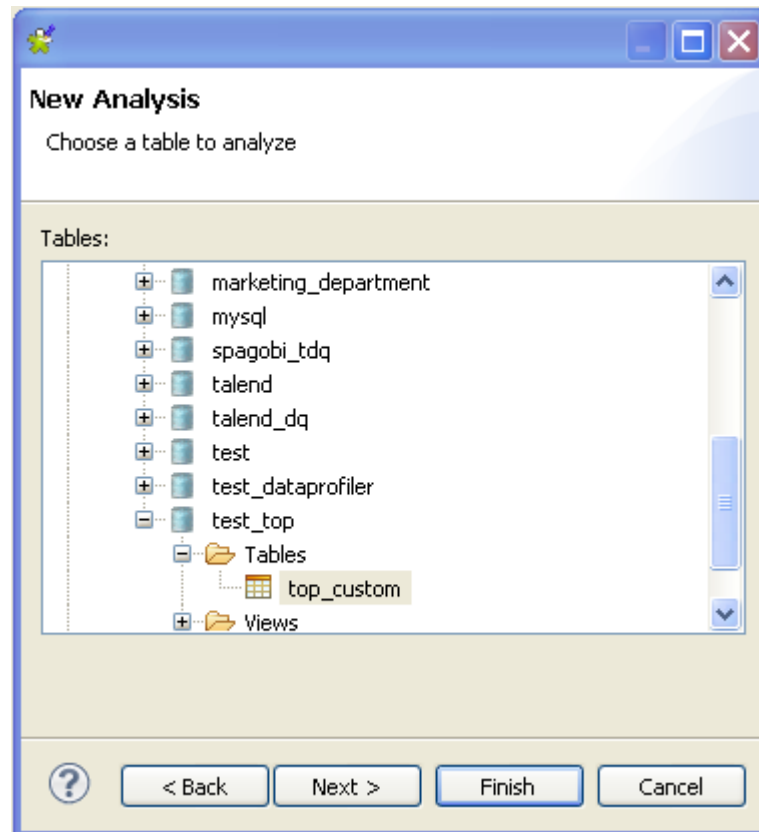 New Analysis
Choose a table to analyze
Tables:
marketing_department
mysql
spagobi_tdq
talend
talend_dq
test
test_dataprofiler
test_top
Tables
top_custom
Views
? < Back Next > Finish Cancel